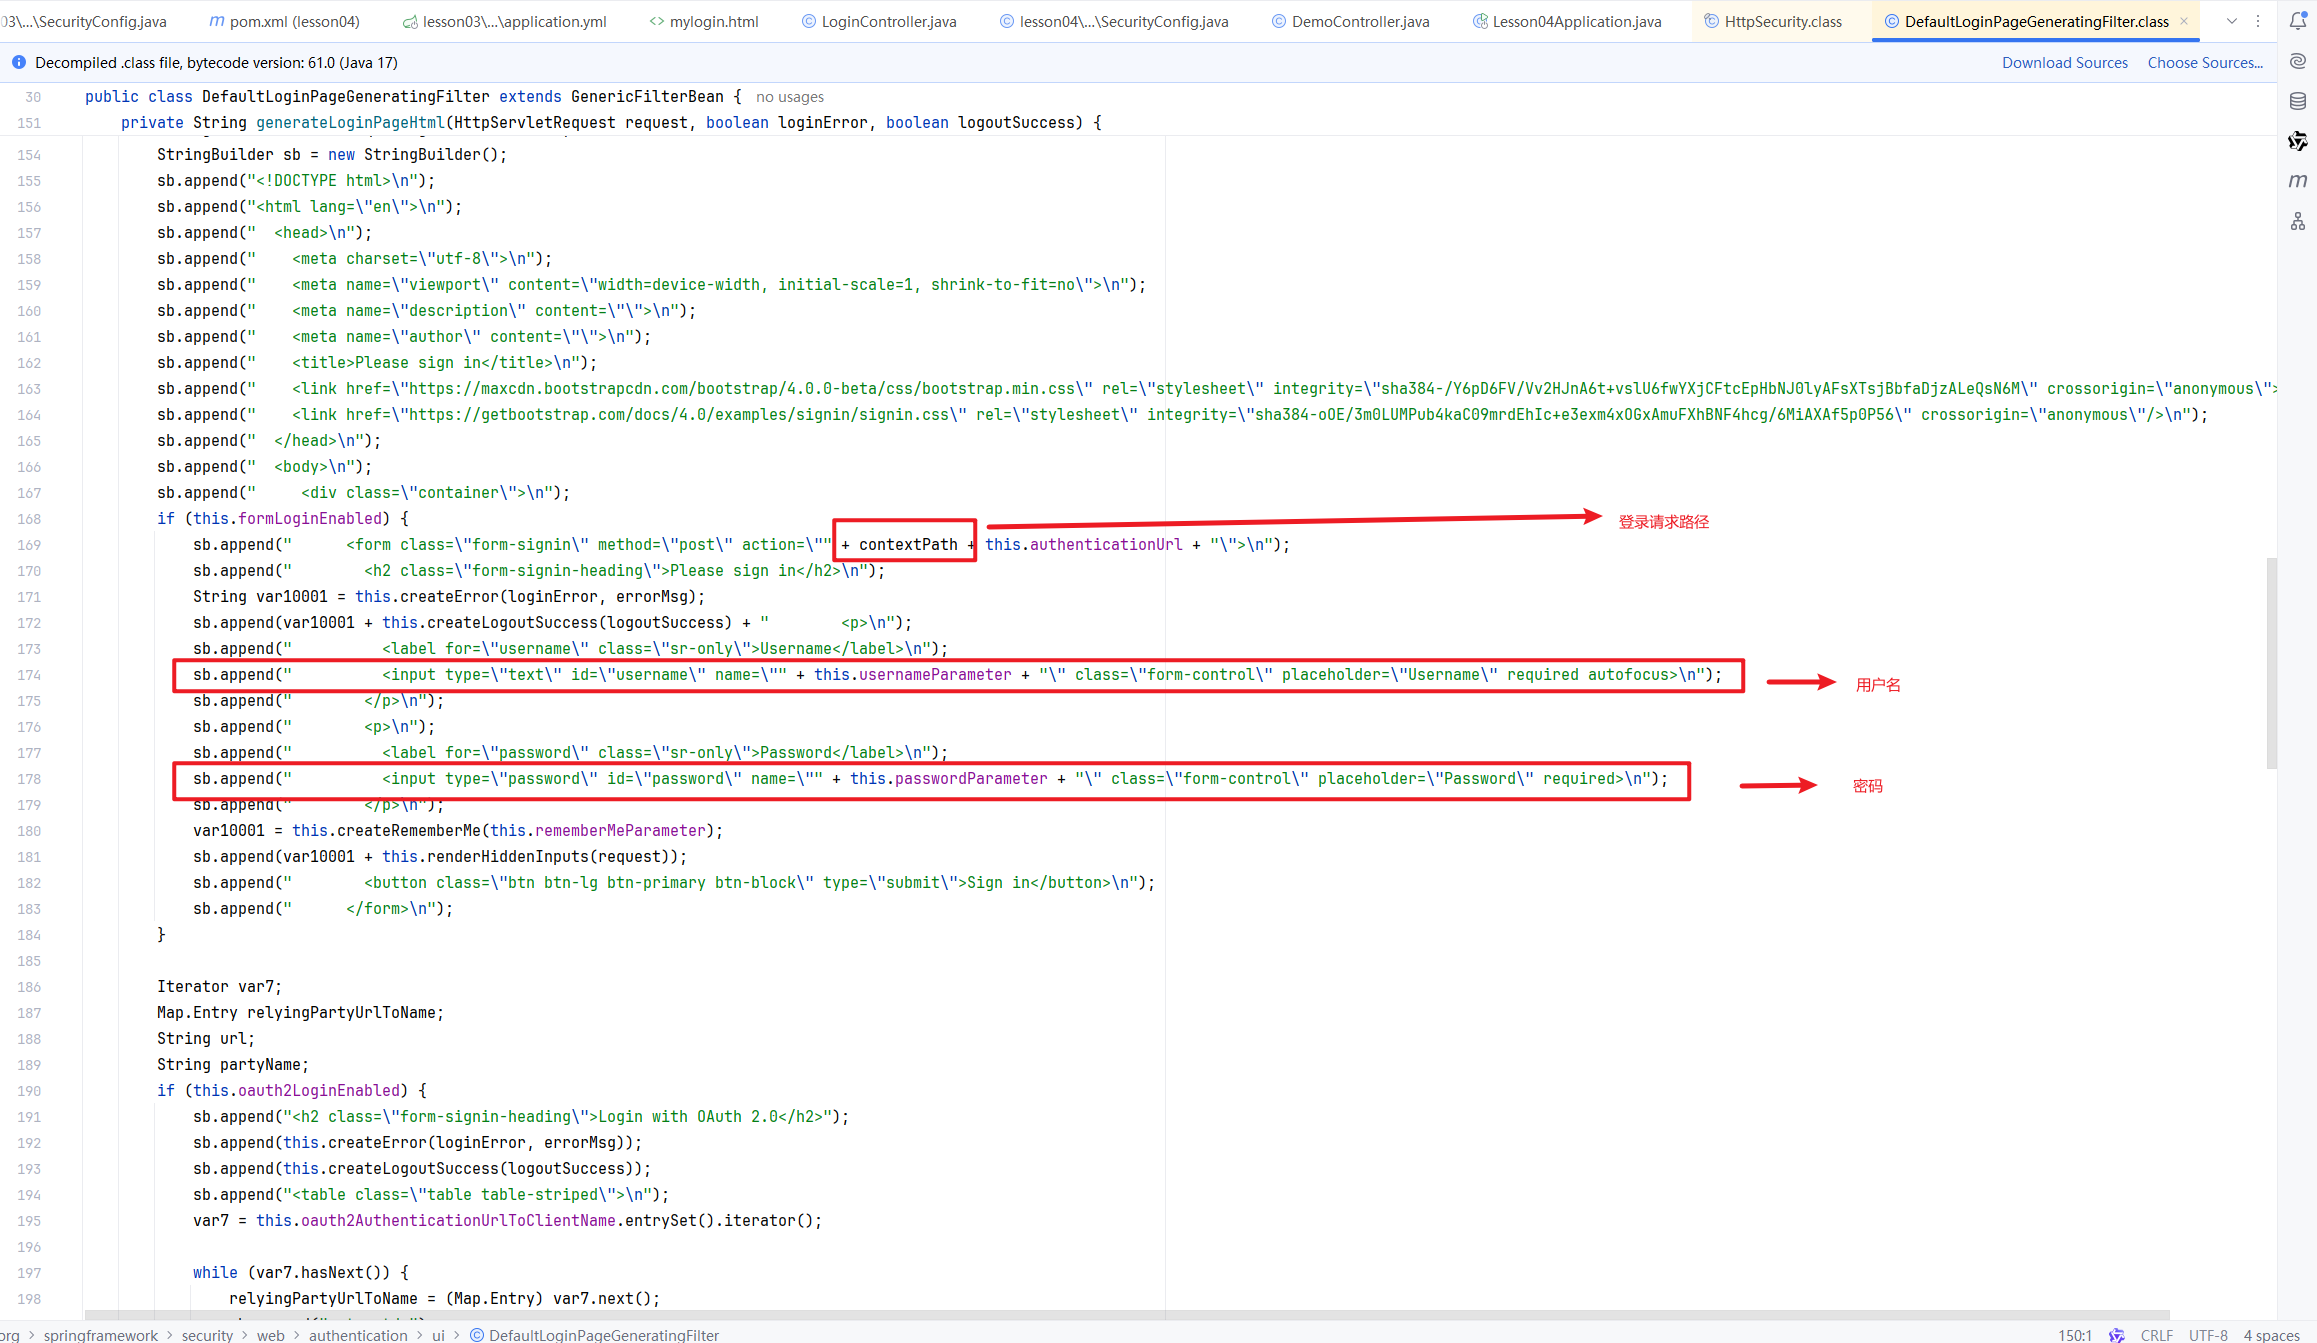 03\...\SecurityConfig.java pom.xml (lesson04) lesson03\...\application.yml mylogin.html LoginController.java lesson04\...\SecurityConfig.java DemoController.java Lesson04Application.java HttpSecurity.class DefaultLoginPageGeneratingFilter.class
Decompiled .class file, bytecode version: 61.0 (Java 17) Download Sources Choose Sources...
30 public class DefaultLoginPageGeneratingFilter extends GenericFilterBean { no usages
151 private String generateLoginPageHtml(HttpServletRequest request, boolean loginError, boolean logoutSuccess) {
154 StringBuilder sb = new StringBuilder();
155 sb.append("<!DOCTYPE html>\n");
156 sb.append("<html lang=\"en\">\n");
157 sb.append("  <head>\n");
158 sb.append("    <meta charset=\"utf-8\">\n");
159 sb.append("    <meta name=\"viewport\" content=\"width=device-width, initial-scale=1, shrink-to-fit=no\">\n");
160 sb.append("    <meta name=\"description\" content=\"\">\n");
161 sb.append("    <meta name=\"author\" content=\"\">\n");
162 sb.append("    <title>Please sign in</title>\n");
163 sb.append("    <link href=\"https://maxcdn.bootstrapcdn.com/bootstrap/4.0.0-beta/css/bootstrap.min.css\" rel=\"stylesheet\" integrity=\"sha384-/Y6pD6FV/Vv2HJnA6t+vslU6fwYXjCFtcEpHbNJ0lyAFsXTsjBbfaDjzALeQsN6M\" crossorigin=\"anonymous\">
164 sb.append("    <link href=\"https://getbootstrap.com/docs/4.0/examples/signin/signin.css\" rel=\"stylesheet\" integrity=\"sha384-oOE/3m0LUMPub4kaC09mrdEhIc+e3exm4xOGxAmuFXhBNF4hcg/6MiAXAf5p0P56\" crossorigin=\"anonymous\"/>\n");
165 sb.append("  </head>\n");
166 sb.append("  <body>\n");
167 sb.append("     <div class=\"container\">\n");
168 if (this.formLoginEnabled) {
登录请求路径
169 sb.append("      <form class=\"form-signin\" method=\"post\" action=\"" + contextPath + this.authenticationUrl + "\">\n");
170 sb.append("        <h2 class=\"form-signin-heading\">Please sign in</h2>\n");
171 String var10001 = this.createError(loginError, errorMsg);
172 sb.append(var10001 + this.createLogoutSuccess(logoutSuccess) + "        <p>\n");
173 sb.append("          <label for=\"username\" class=\"sr-only\">Username</label>\n");
174 sb.append("          <input type=\"text\" id=\"username\" name=\"" + this.usernameParameter + "\" class=\"form-control\" placeholder=\"Username\" required autofocus>\n");
用户名
175 sb.append("        </p>\n");
176 sb.append("        <p>\n");
177 sb.append("          <label for=\"password\" class=\"sr-only\">Password</label>\n");
178 sb.append("          <input type=\"password\" id=\"password\" name=\"" + this.passwordParameter + "\" class=\"form-control\" placeholder=\"Password\" required>\n");
密码
179 sb.append("        </p>\n");
180 var10001 = this.createRememberMe(this.rememberMeParameter);
181 sb.append(var10001 + this.renderHiddenInputs(request));
182 sb.append("        <button class=\"btn btn-lg btn-primary btn-block\" type=\"submit\">Sign in</button>\n");
183 sb.append("      </form>\n");
184 }
185
186 Iterator var7;
187 Map.Entry relyingPartyUrlToName;
188 String url;
189 String partyName;
190 if (this.oauth2LoginEnabled) {
191 sb.append("<h2 class=\"form-signin-heading\">Login with OAuth 2.0</h2>");
192 sb.append(this.createError(loginError, errorMsg));
193 sb.append(this.createLogoutSuccess(logoutSuccess));
194 sb.append("<table class=\"table table-striped\">\n");
195 var7 = this.oauth2AuthenticationUrlToClientName.entrySet().iterator();
196
197 while (var7.hasNext()) {
198 relyingPartyUrlToName = (Map.Entry) var7.next();
org > springframework > security > web > authentication > ui > DefaultLoginPageGeneratingFilter 150:1 CRLF UTF-8 4 spaces